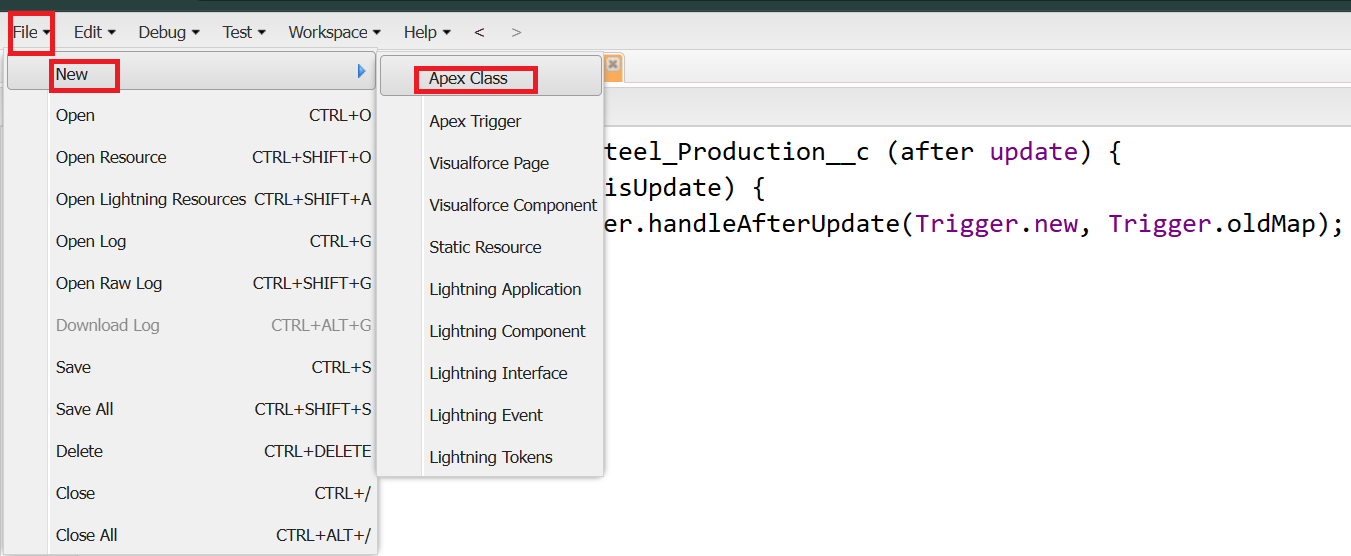 File Edit Debug Test Workspace Help < >
New
Open CTRL+O
Open Resource CTRL+SHIFT+O
Open Lightning Resources CTRL+SHIFT+A
Open Log CTRL+G
Open Raw Log CTRL+SHIFT+G
Download Log CTRL+ALT+G
Save CTRL+S
Save All CTRL+SHIFT+S
Delete CTRL+DELETE
Close CTRL+/
Close All CTRL+ALT+/
Apex Class
Apex Trigger
Visualforce Page
Visualforce Component
Static Resource
Lightning Application
Lightning Component
Lightning Interface
Lightning Event
Lightning Tokens
teel_Production__c (after update) {
isUpdate) {
er.handleAfterUpdate(Trigger.new, Trigger.oldMap);